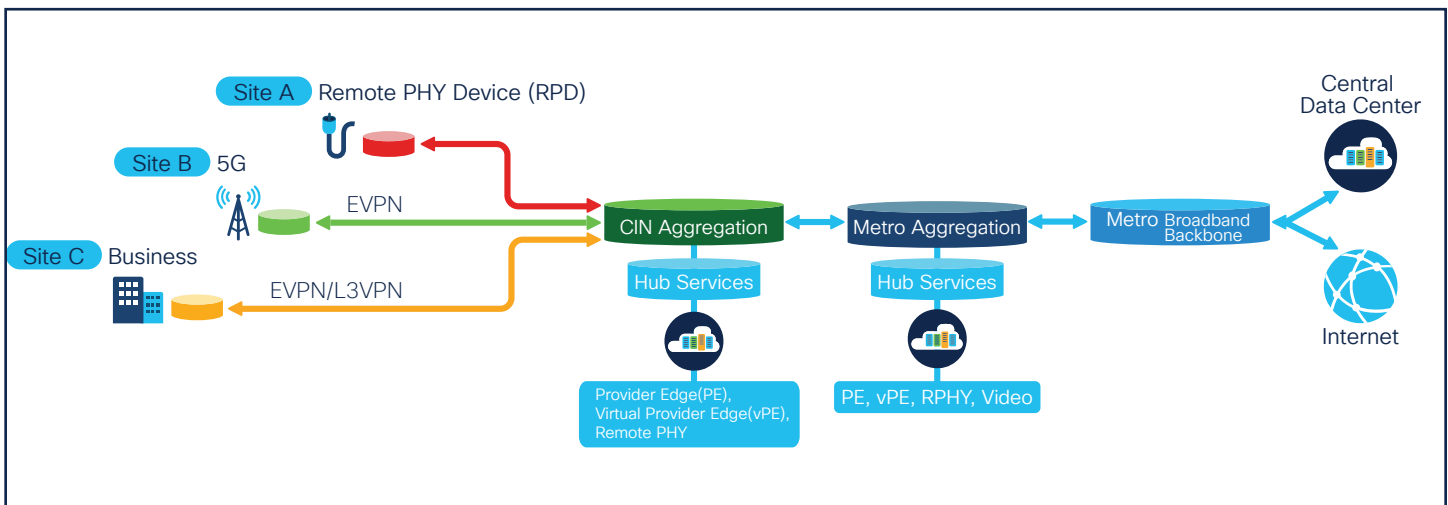 Site A Remote PHY Device (RPD)
Site B 5G
EVPN
Site C Business
EVPN/L3VPN
CIN Aggregation
Hub Services
Provider Edge(PE),
Virtual Provider Edge(vPE),
Remote PHY
Metro Aggregation
Hub Services
PE, vPE, RPHY, Video
Metro Broadband
Backbone
Central
Data Center
Internet